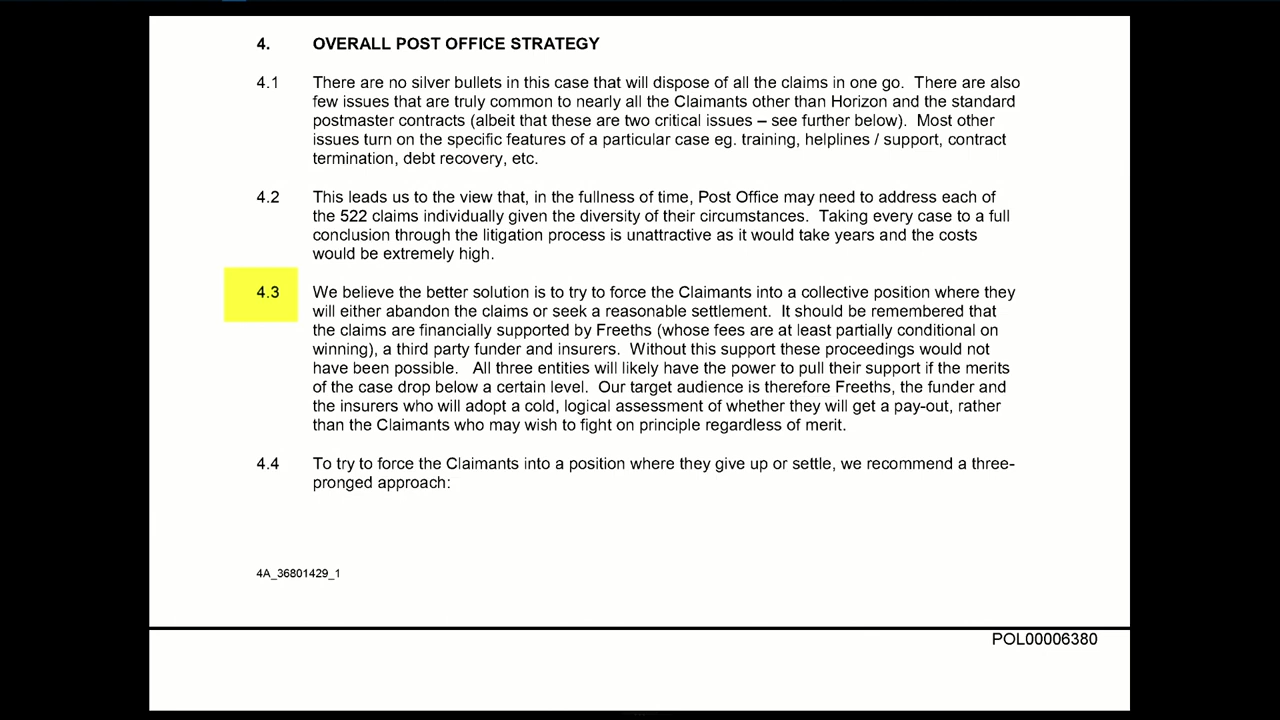 4. OVERALL POST OFFICE STRATEGY
4.1 There are no silver bullets in this case that will dispose of all the claims in one go. There are also
few issues that are truly common to nearly all the Claimants other than Horizon and the standard
postmaster contracts (albeit that these are two critical issues – see further below). Most other
issues turn on the specific features of a particular case eg. training, helplines / support, contract
termination, debt recovery, etc.
4.2 This leads us to the view that, in the fullness of time, Post Office may need to address each of
the 522 claims individually given the diversity of their circumstances. Taking every case to a full
conclusion through the litigation process is unattractive as it would take years and the costs
would be extremely high.
4.3 We believe the better solution is to try to force the Claimants into a collective position where they
will either abandon the claims or seek a reasonable settlement. It should be remembered that
the claims are financially supported by Freeths (whose fees are at least partially conditional on
winning), a third party funder and insurers. Without this support these proceedings would not
have been possible. All three entities will likely have the power to pull their support if the merits
of the case drop below a certain level. Our target audience is therefore Freeths, the funder and
the insurers who will adopt a cold, logical assessment of whether they will get a pay-out, rather
than the Claimants who may wish to fight on principle regardless of merit.
4.4 To try to force the Claimants into a position where they give up or settle, we recommend a three-
pronged approach:
4A_36801429_1
POL00006380